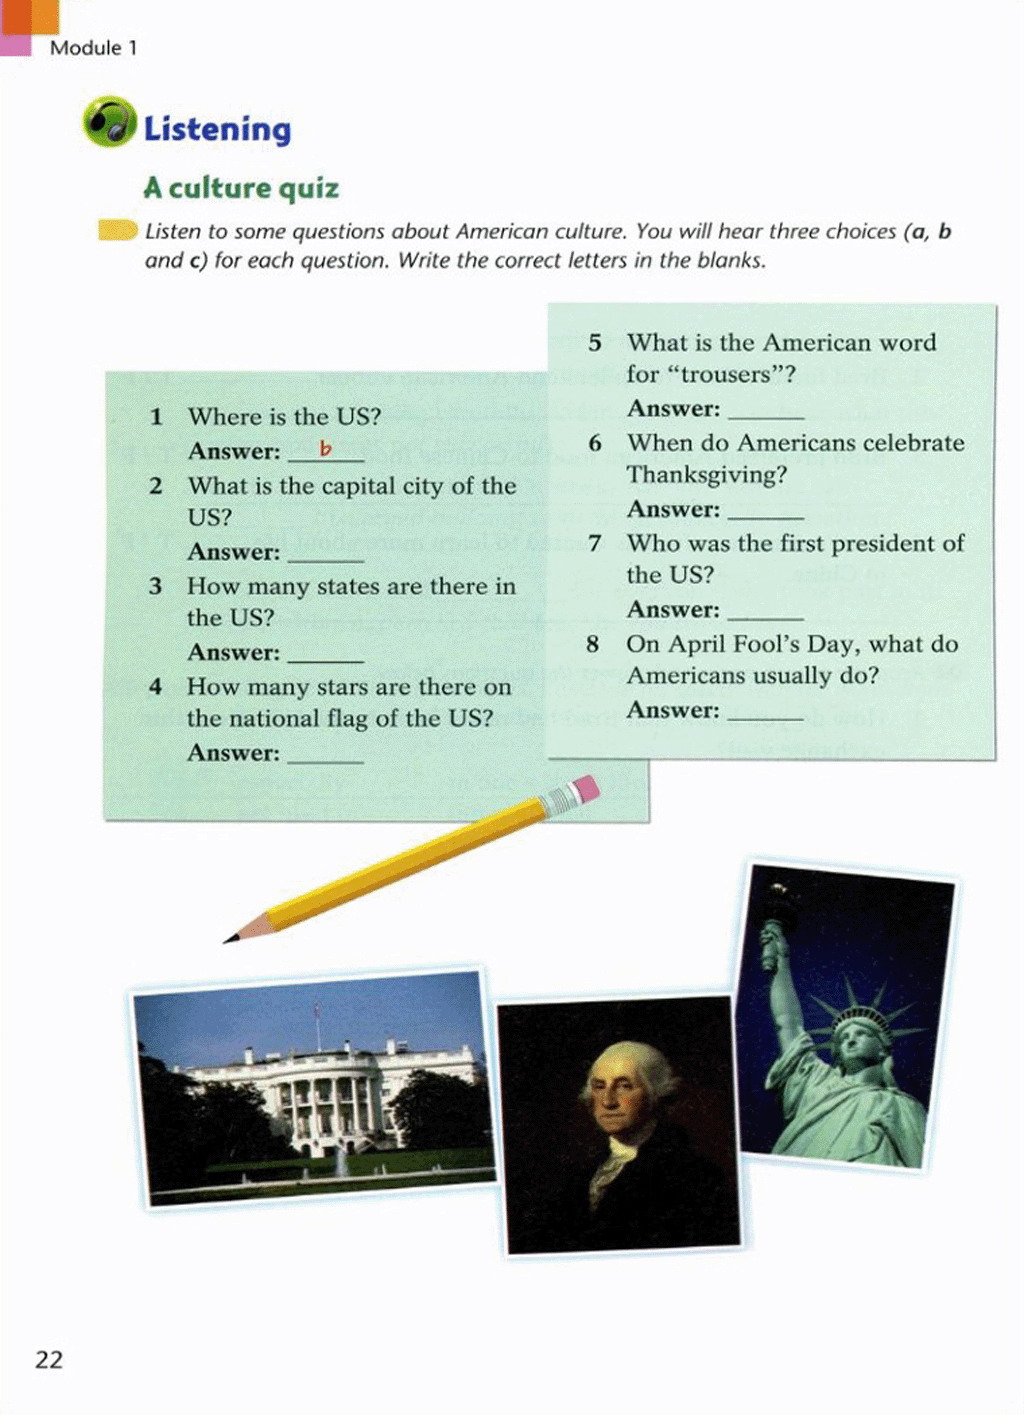 Module 1
Listening
A culture quiz
Listen to some questions about American culture. You will hear three choices (a, b
and c) for each question. Write the correct letters in the blanks.
1 Where is the US?
Answer: b
2 What is the capital city of the
US?
Answer: ______
3 How many states are there in
the US?
Answer: ______
4 How many stars are there on
the national flag of the US?
Answer: ______
5 What is the American word
for “trousers”?
Answer: ______
6 When do Americans celebrate
Thanksgiving?
Answer: ______
7 Who was the first president of
the US?
Answer: ______
8 On April Fool’s Day, what do
Americans usually do?
Answer: ______
22